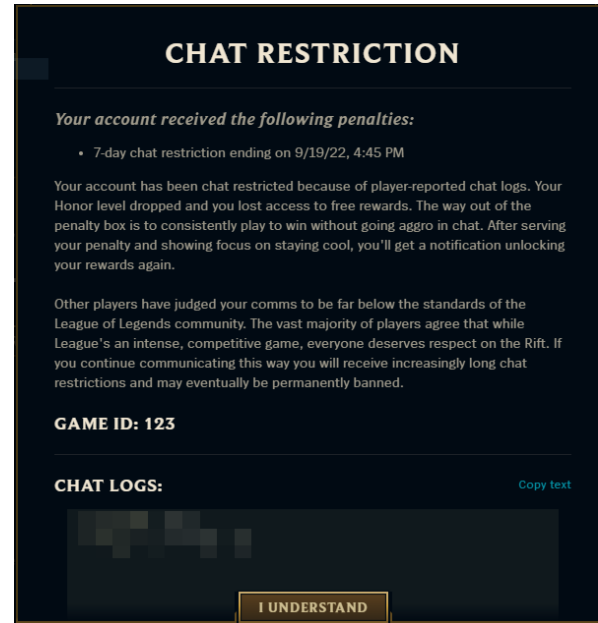 CHAT RESTRICTION
Your account received the following penalties:
• 7-day chat restriction ending on 9/19/22, 4:45 PM
Your account has been chat restricted because of player-reported chat logs. Your
Honor level dropped and you lost access to free rewards. The way out of the
penalty box is to consistently play to win without going aggro in chat. After serving
your penalty and showing focus on staying cool, you'll get a notification unlocking
your rewards again.
Other players have judged your comms to be far below the standards of the
League of Legends community. The vast majority of players agree that while
League's an intense, competitive game, everyone deserves respect on the Rift. If
you continue communicating this way you will receive increasingly long chat
restrictions and may eventually be permanently banned.
GAME ID: 123
CHAT LOGS:
Copy text
I UNDERSTAND